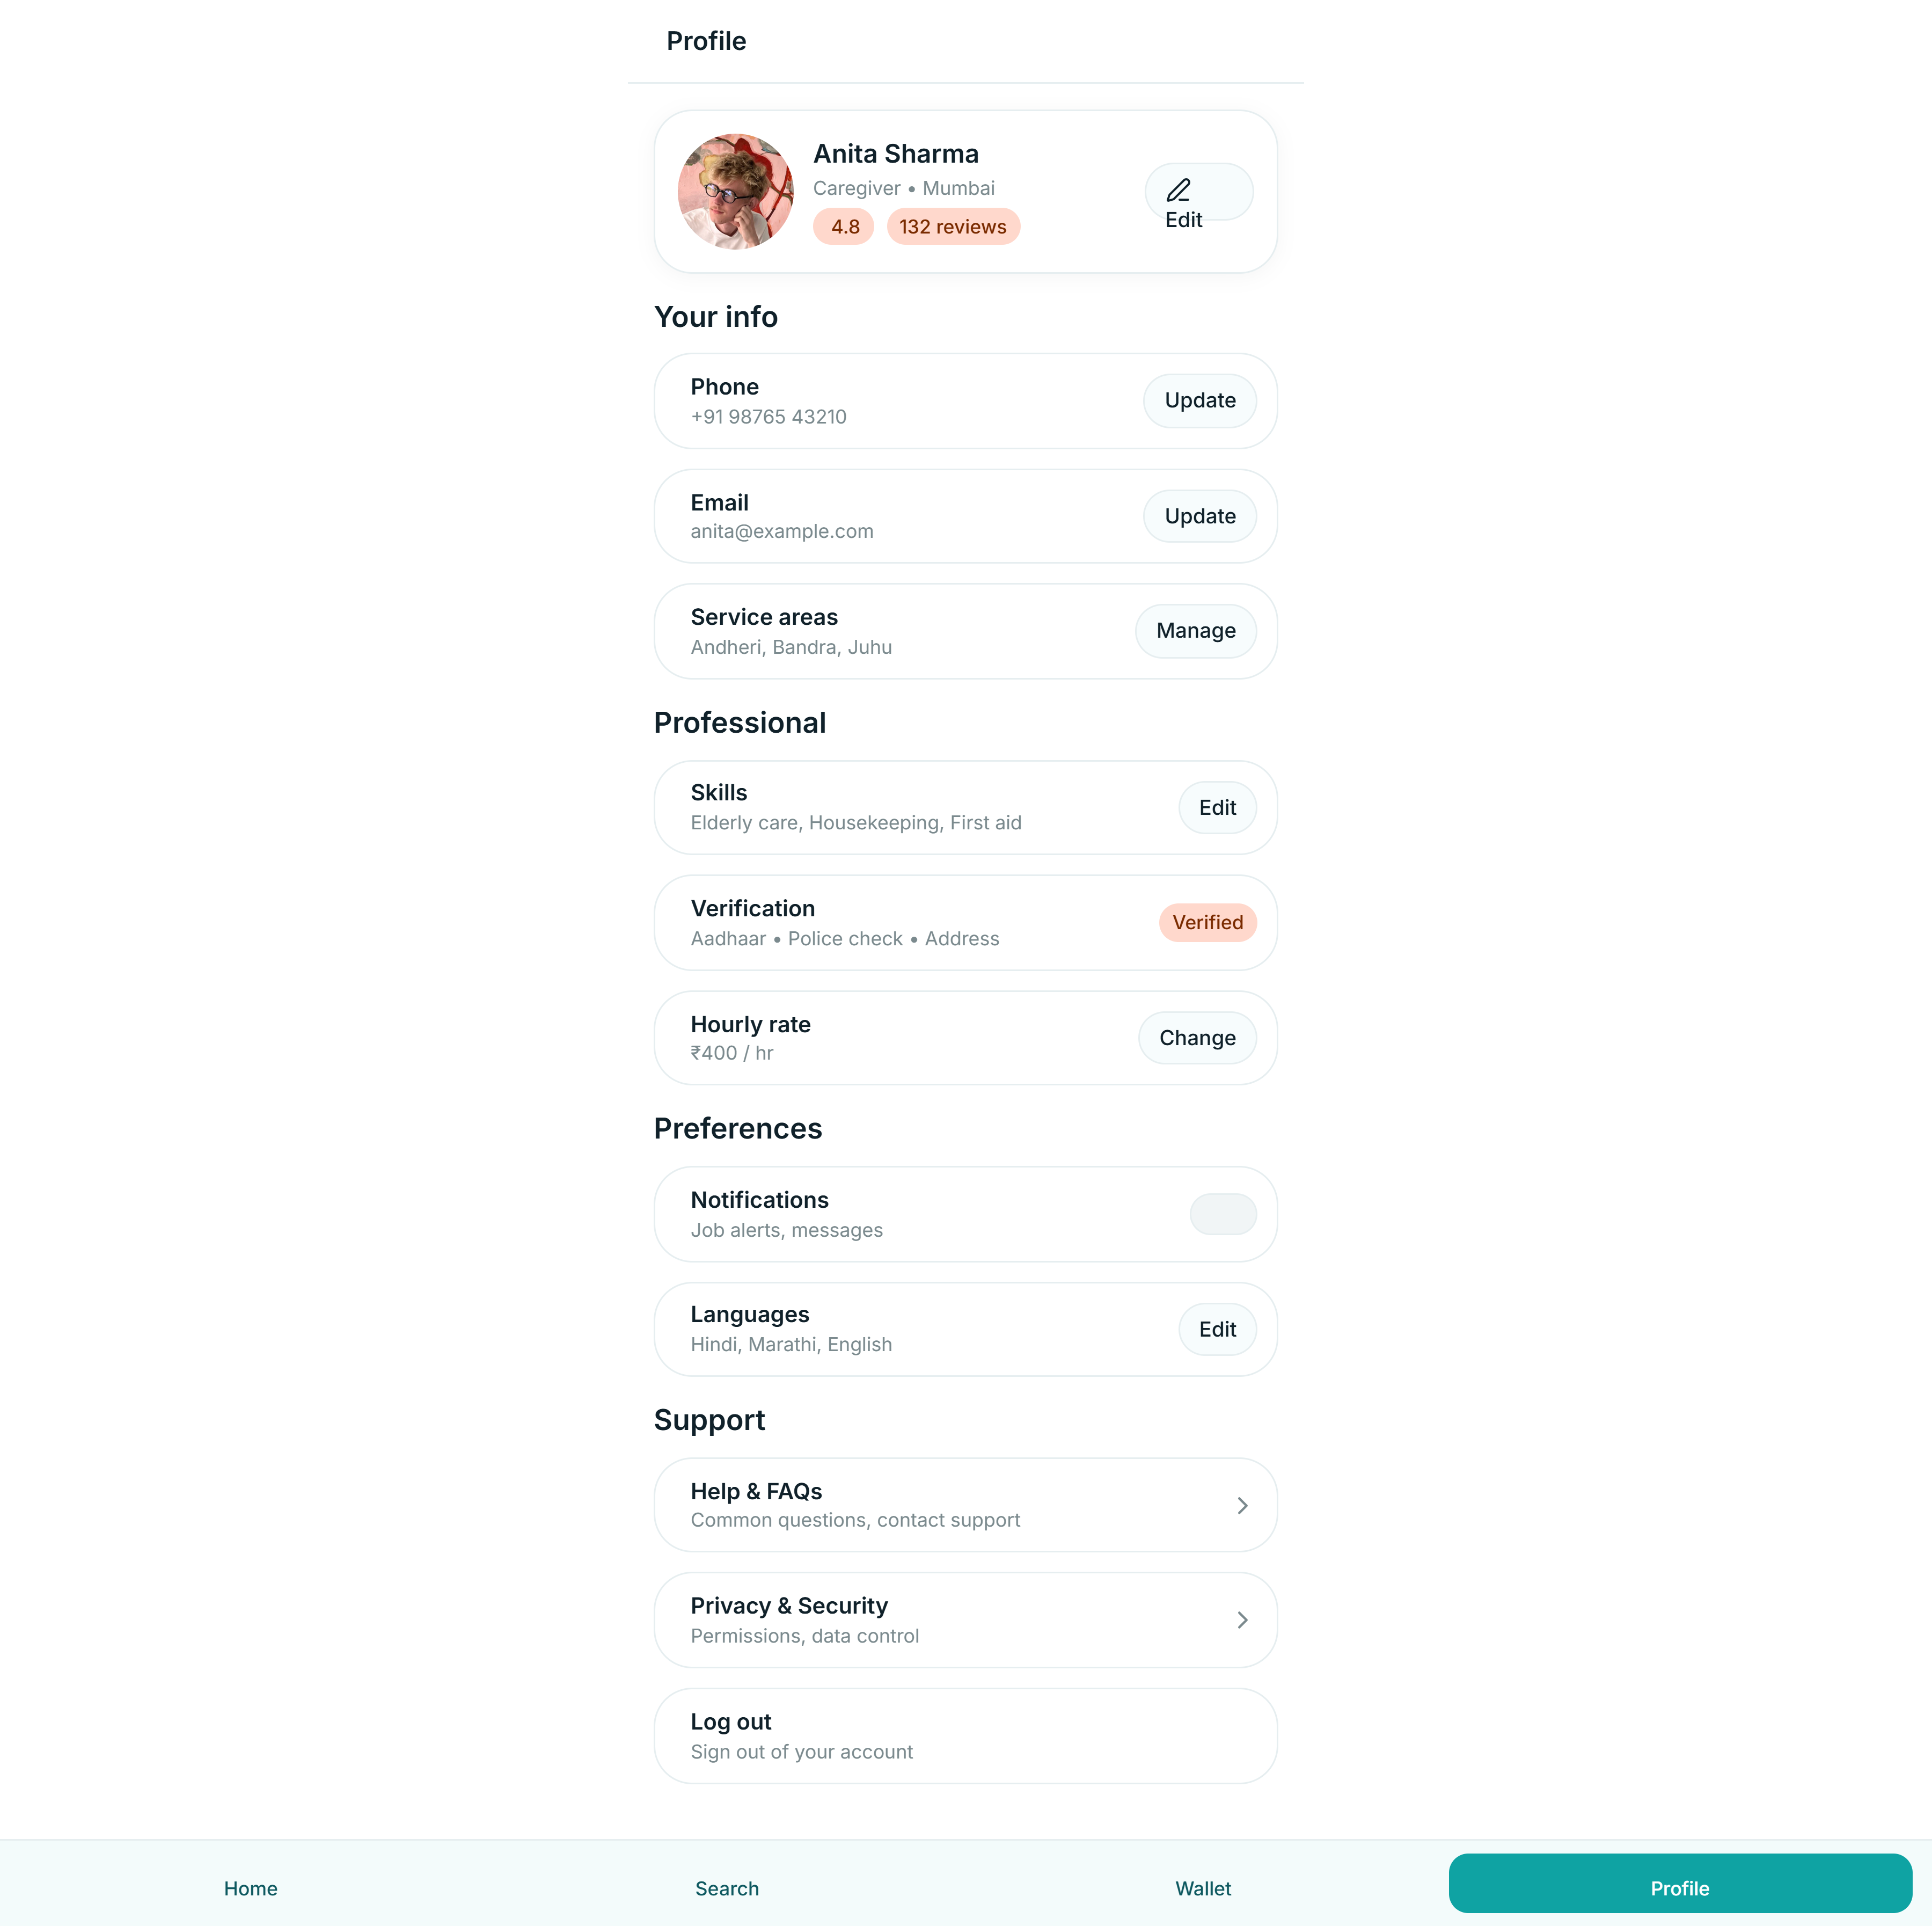 Profile
Anita Sharma
Caregiver • Mumbai
4.8
132 reviews
Edit
Your info
Phone
+91 98765 43210
Update
Email
anita@example.com
Update
Service areas
Andheri, Bandra, Juhu
Manage
Professional
Skills
Elderly care, Housekeeping, First aid
Edit
Verification
Aadhaar • Police check • Address
Verified
Hourly rate
₹400 / hr
Change
Preferences
Notifications
Job alerts, messages
Languages
Hindi, Marathi, English
Edit
Support
Help & FAQs
Common questions, contact support
Privacy & Security
Permissions, data control
Log out
Sign out of your account
Home
Search
Wallet
Profile